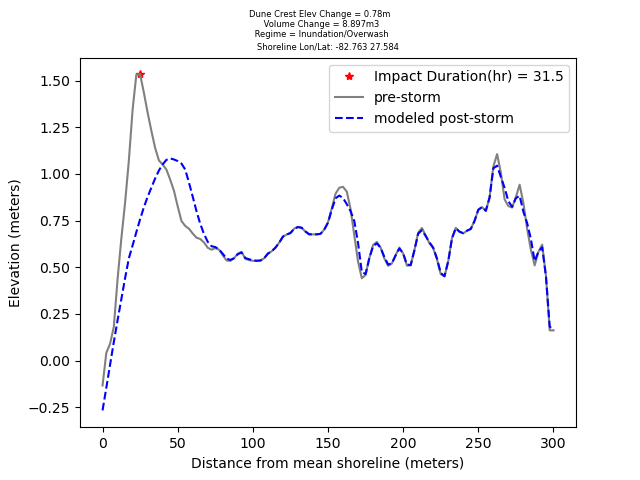 Dune Crest Elev Change = 0.78m
Volume Change = 8.897m3
Regime = Inundation/Overwash
Shoreline Lon/Lat: -82.763 27.584
Impact Duration(hr) = 31.5
pre-storm
modeled post-storm
1.50
1.25
1.00
0.75
0.50
0.25
0.00
−0.25
Elevation (meters)
0 50 100 150 200 250 300
Distance from mean shoreline (meters)